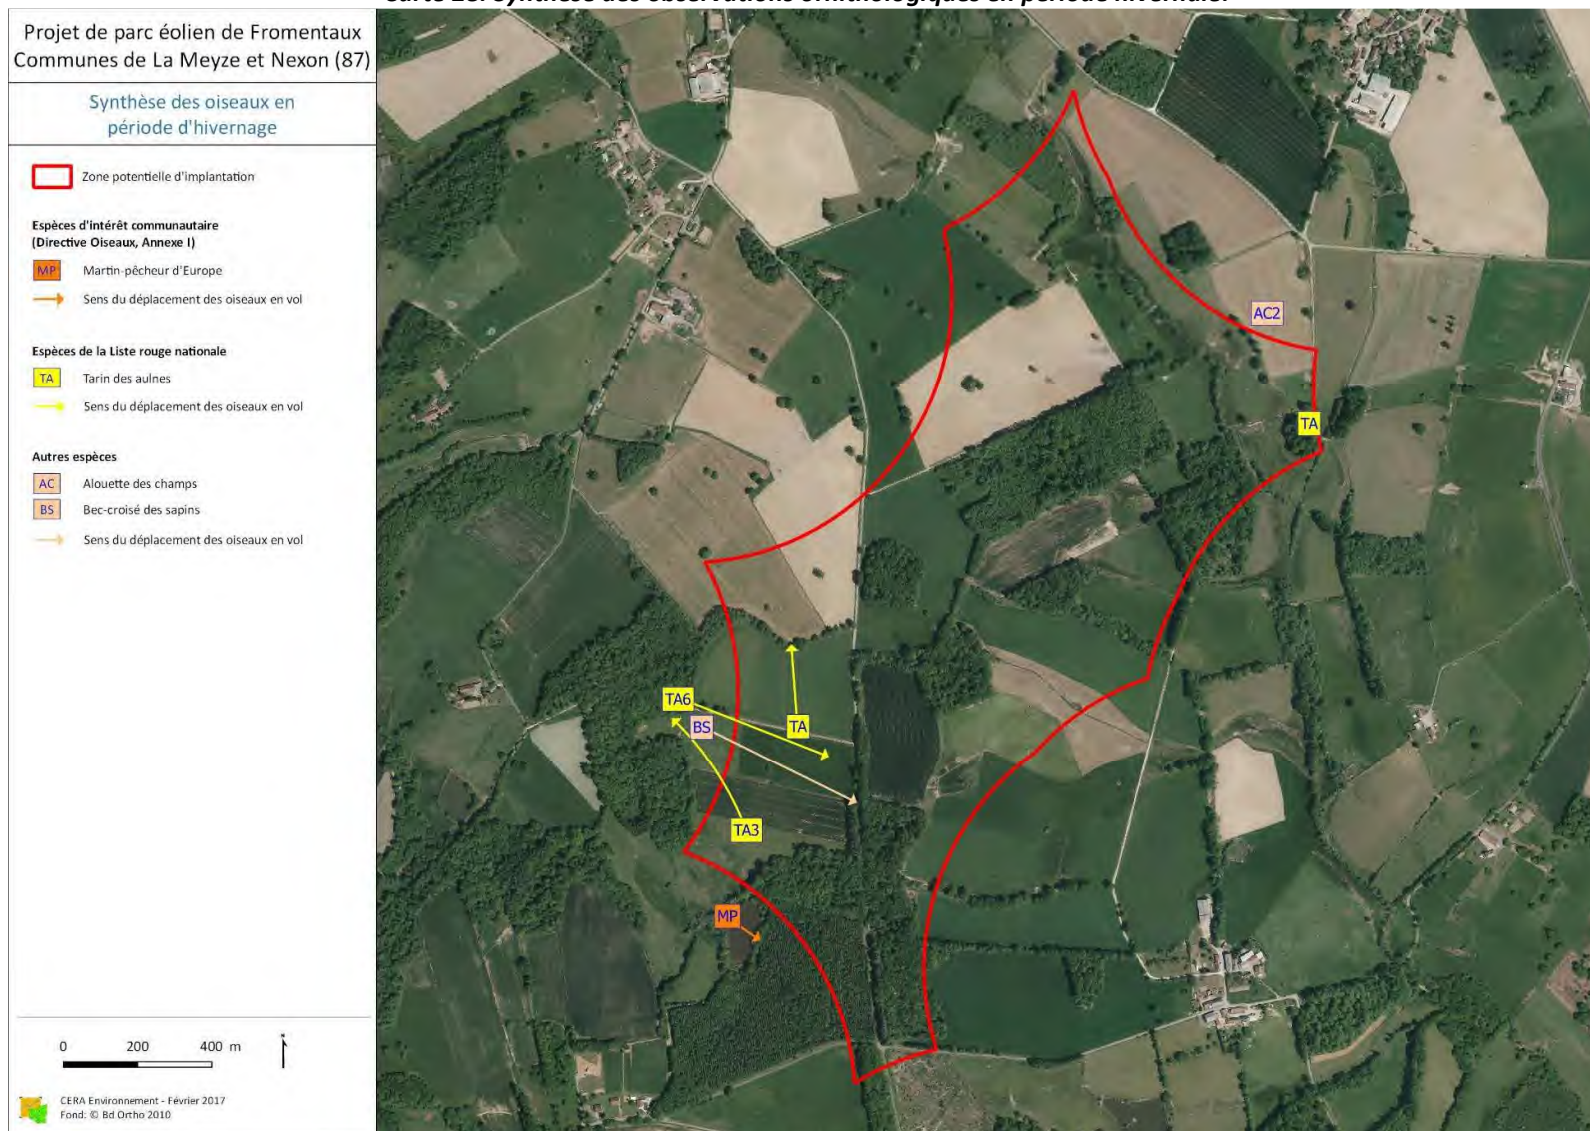 Projet de parc éolien de Fromentaux
Communes de La Meyze et Nexon (87)
Synthèse des oiseaux en
période d'hivernage
Zone potentielle d'implantation
Espèces d'intérêt communautaire
(Directive Oiseaux, Annexe I)
MP Martin-pêcheur d'Europe
Sens du déplacement des oiseaux en vol
Espèces de la Liste rouge nationale
TA Tarin des aulnes
Sens du déplacement des oiseaux en vol
Autres espèces
AC Alouette des champs
BS Bec-croisé des sapins
Sens du déplacement des oiseaux en vol
0 200 400 m
CERA Environnement - Février 2017
Fond: © Bd Ortho 2010
AC2
TA
TA6
BS
TA
TA3
MP